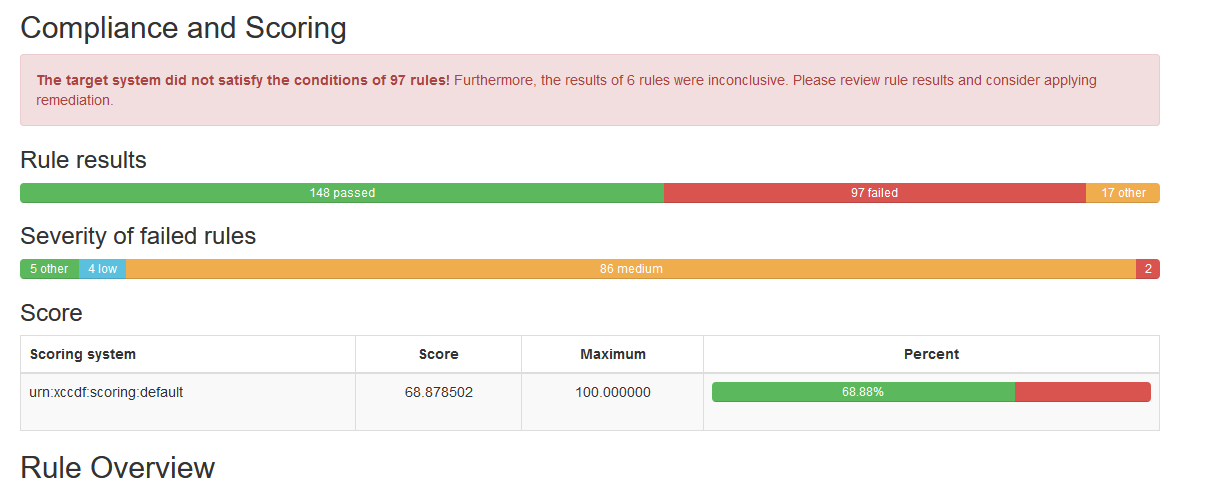 Compliance and Scoring
The target system did not satisfy the conditions of 97 rules! Furthermore, the results of 6 rules were inconclusive. Please review rule results and consider applying
remediation.
Rule results
148 passed 97 failed 17 other
Severity of failed rules
5 other 4 low 86 medium 2
Score
Scoring system Score Maximum Percent
urn:xccdf:scoring:default 68.878502 100.000000 68.88%
Rule Overview